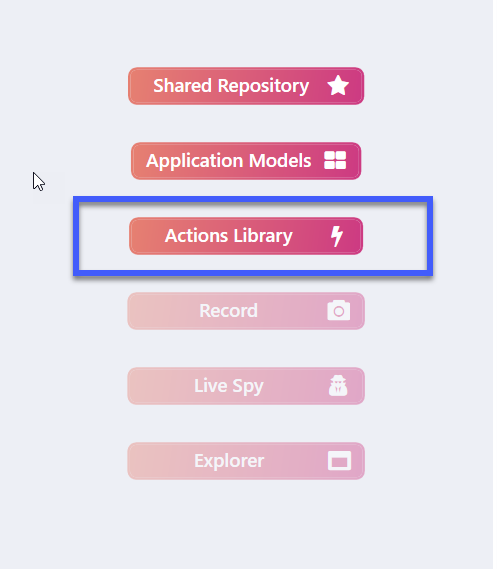 Shared Repository
Application Models
Actions Library
Record
Live Spy
Explorer